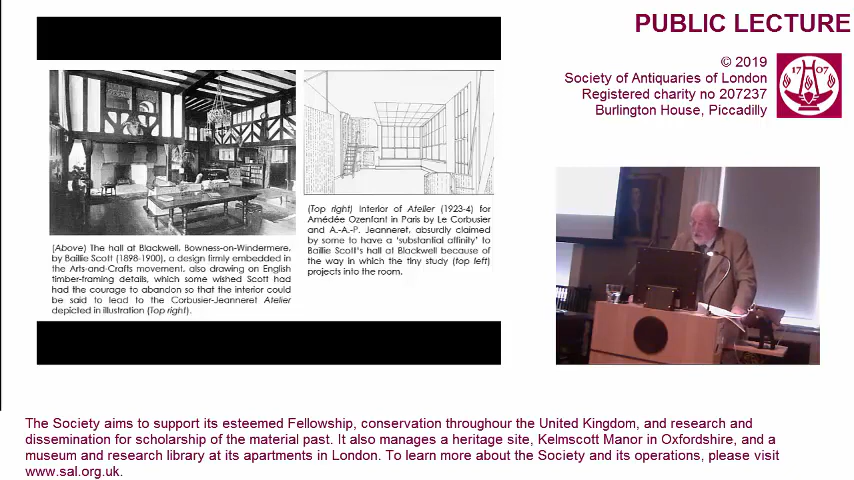 PUBLIC LECTURE
© 2019
Society of Antiquaries of London
Registered charity no 207237
Burlington House, Piccadilly
17 07
(Above) The hall at Blackwell, Bowness-on-Windermere,
by Baillie Scott (1898-1900), a design firmly embedded in
the Arts-and-Crafts movement, also drawing on English
timber-framing details, which some wished Scott had
had the courage to abandon so that the interior could
be said to lead to the Corbusier-Jeanneret Atelier
depicted in illustration (Top right).
(Top right) Interior of Atelier (1923-4) for
Amédée Ozenfant in Paris by Le Corbusier
and A.-A.-P. Jeanneret, absurdly claimed
by some to have a 'substantial affinity' to
Baillie Scott's hall at Blackwell because of
the way in which the tiny study (top left)
projects into the room.
The Society aims to support its esteemed Fellowship, conservation throughour the United Kingdom, and research and
dissemination for scholarship of the material past. It also manages a heritage site, Kelmscott Manor in Oxfordshire, and a
museum and research library at its apartments in London. To learn more about the Society and its operations, please visit
www.sal.org.uk.